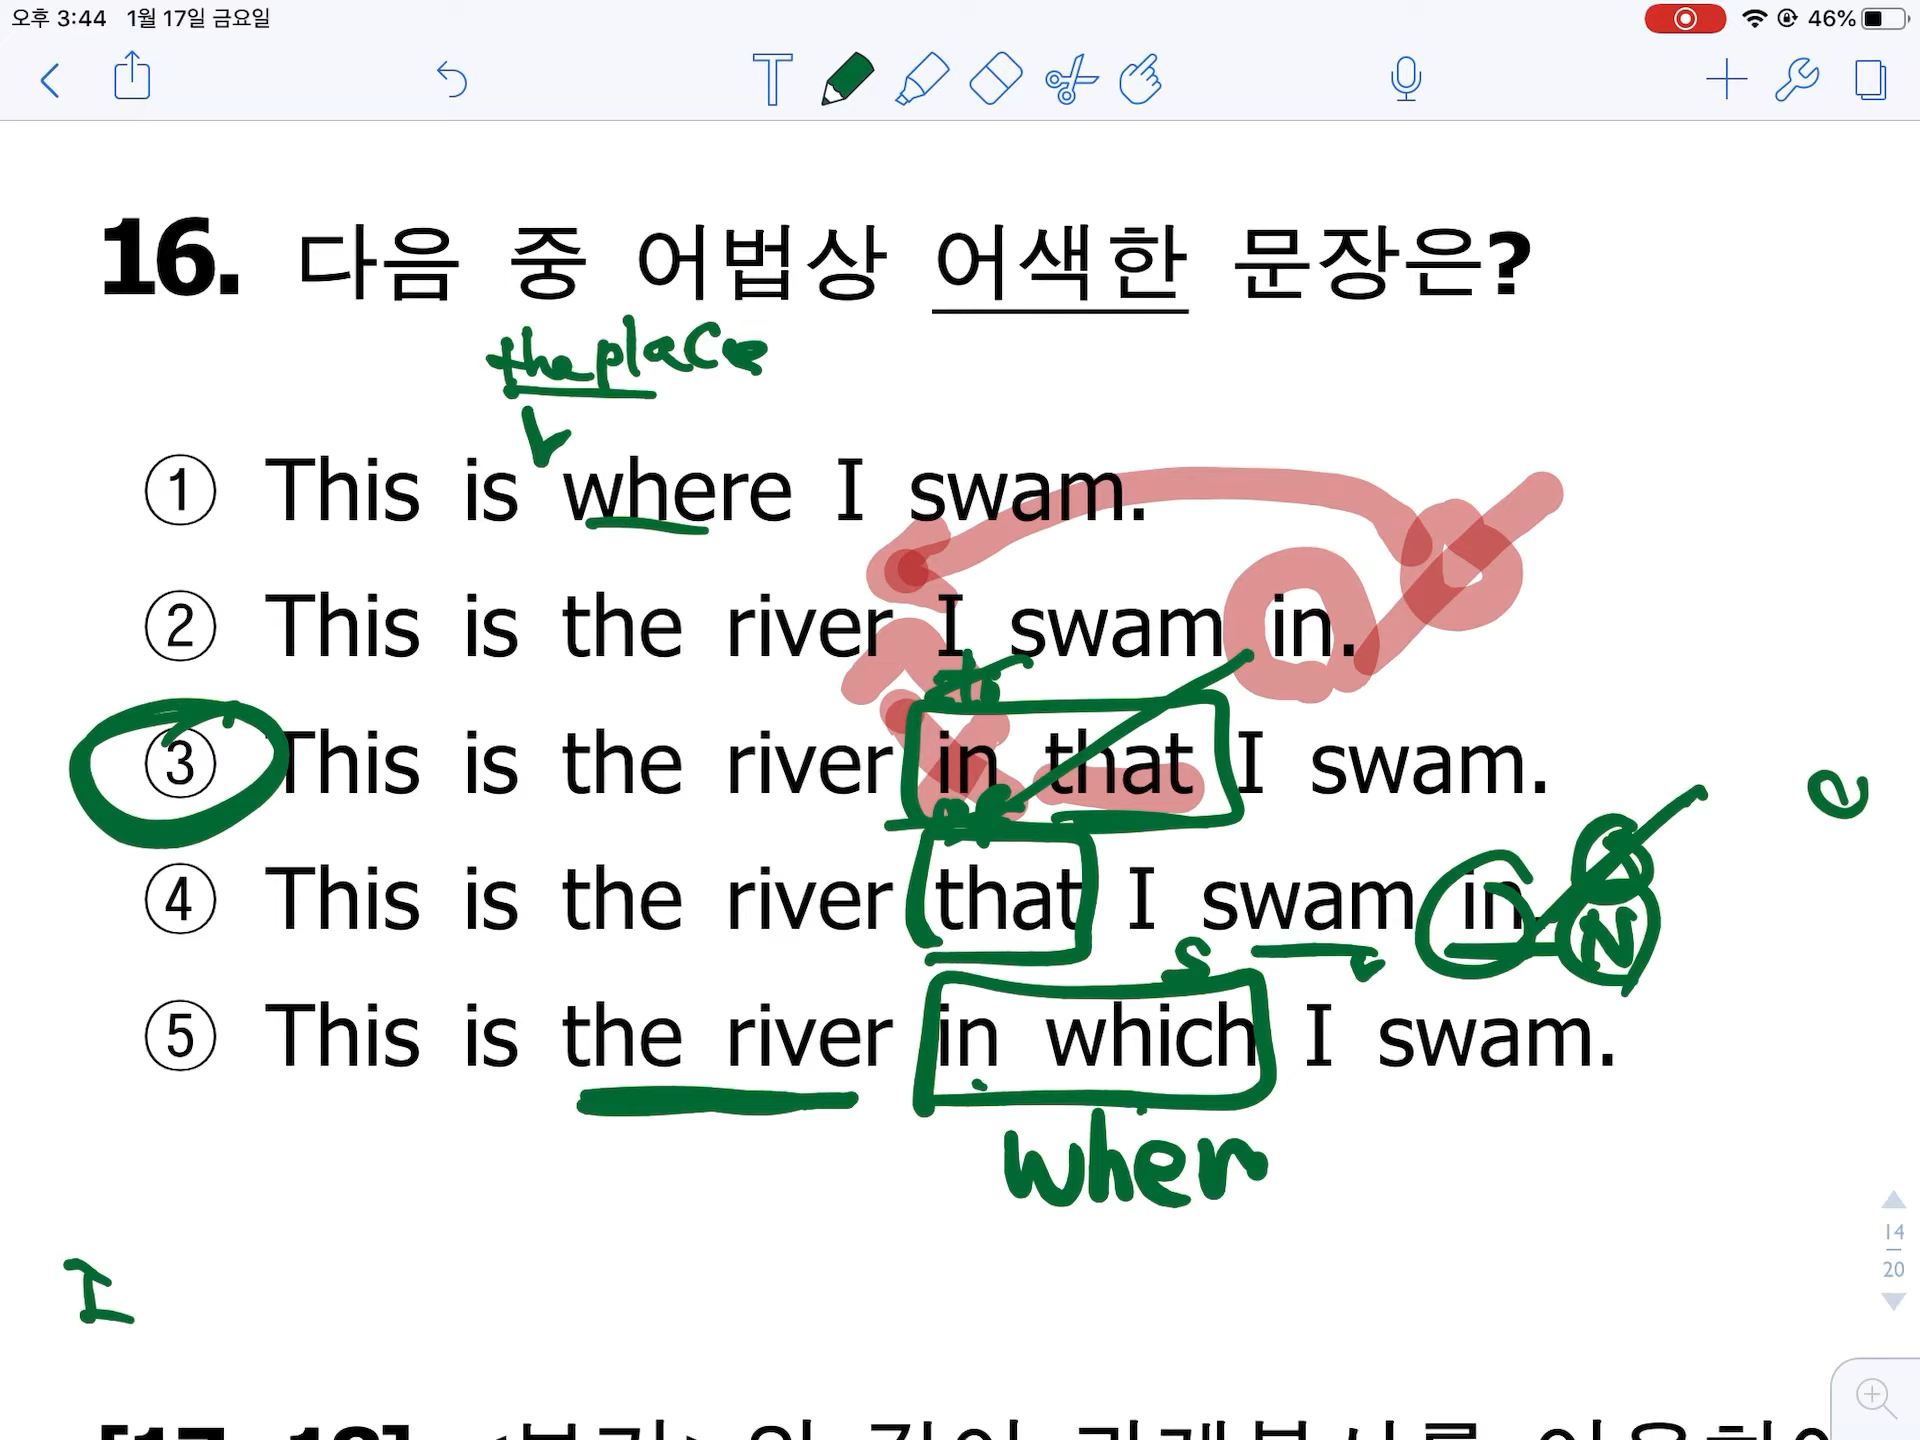 오후 3:44 1월 17일 금요일
46%
16. 다음 중 어법상 어색한 문장은?
the place
① This is where I swam.
② This is the river I swam in.
③ This is the river in that I swam.
e
④ This is the river that I swam in.
S
N
⑤ This is the river in which I swam.
wher
14
20
I